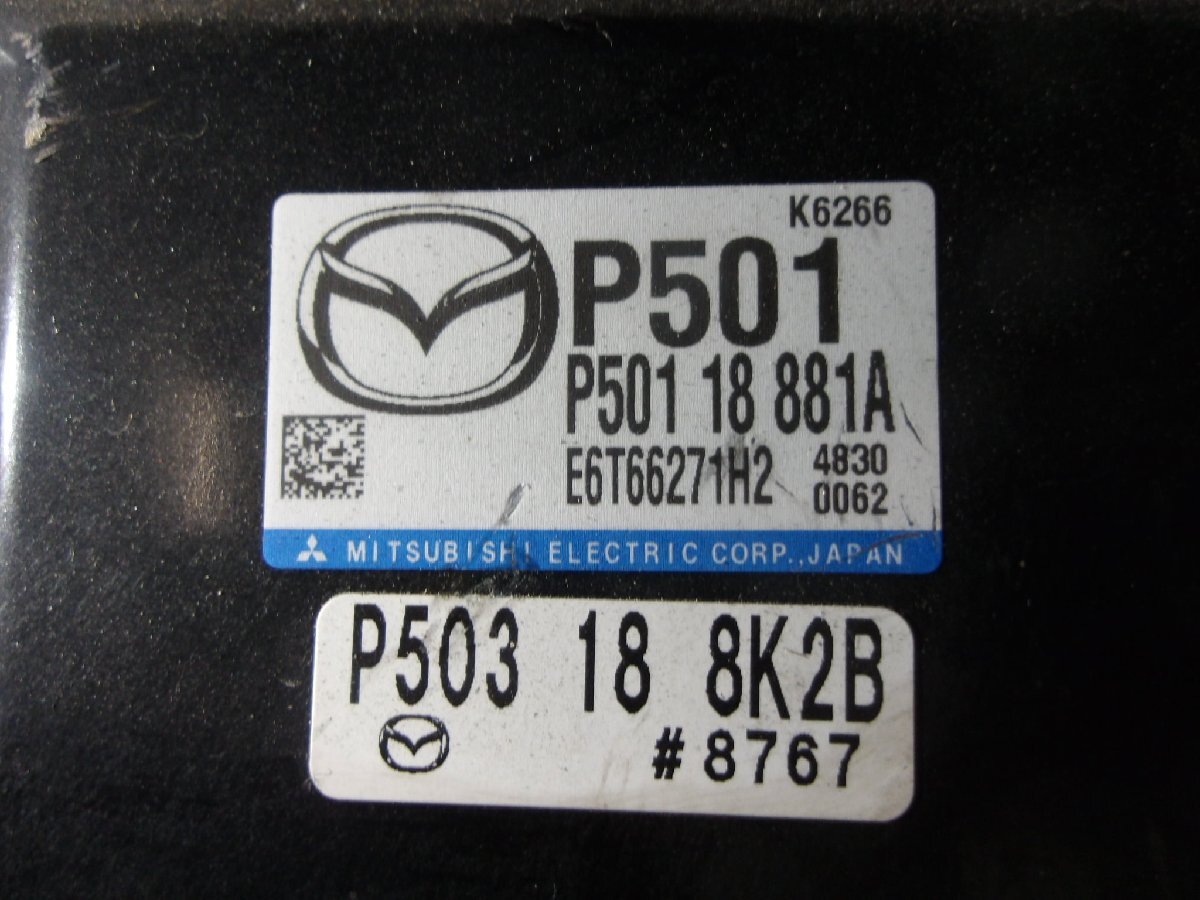 K6266
P501
P501 18 881A
E6T66271H2 4830
0062
MITSUBISHI ELECTRIC CORP.,JAPAN
P503 18 8K2B
#8767